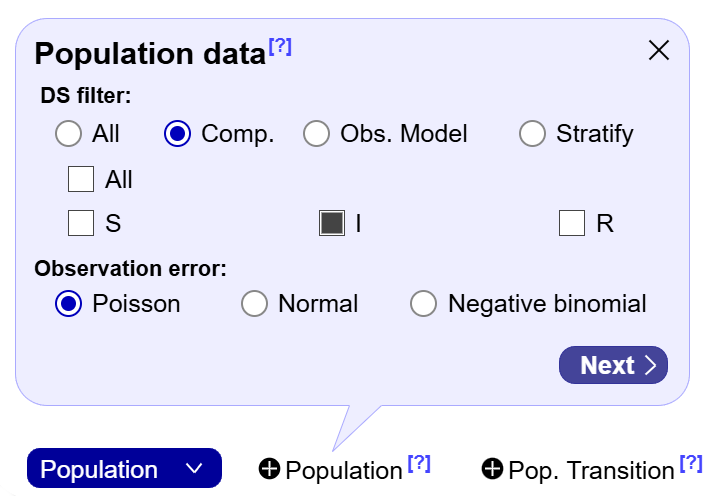 Population data[?]
DS filter:
All Comp. Obs. Model Stratify
All
S I R
Observation error:
Poisson Normal Negative binomial
Next
Population Population[?] Pop. Transition[?]